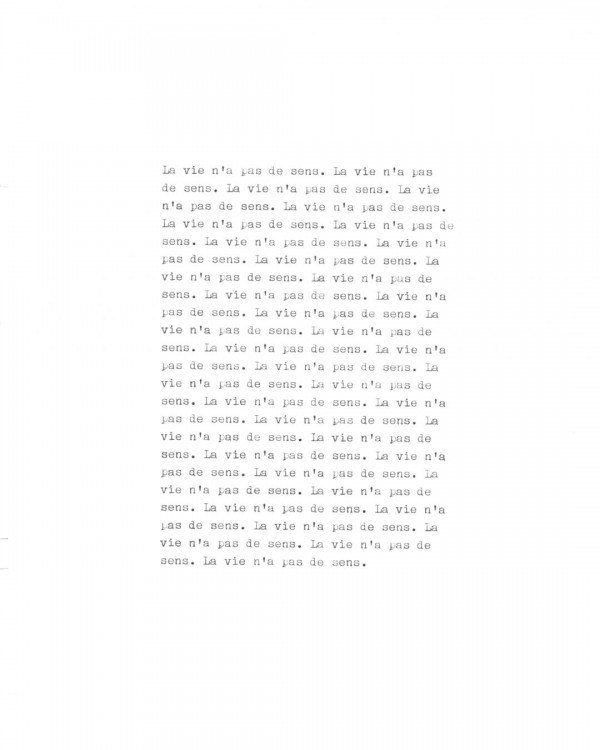 La vie n'a pas de sens. La vie n'a pas
de sens. La vie n'a pas de sens. La vie
n'a pas de sens. La vie n'a pas de sens.
La vie n'a pas de sens. La vie n'a pas de
sens. La vie n'a pas de sens. La vie n'a
pas de sens. La vie n'a pas de sens. La
vie n'a pas de sens. La vie n'a pas de
sens. La vie n'a pas de sens. La vie n'a
pas de sens. La vie n'a pas de sens. La
vie n'a pas de sens. La vie n'a pas de
sens. La vie n'a pas de sens. La vie n'a
pas de sens. La vie n'a pas de sens. La
vie n'a pas de sens. La vie n'a pas de
sens. La vie n'a pas de sens. La vie n'a
pas de sens. La vie n'a pas de sens. La
vie n'a pas de sens. La vie n'a pas de
sens. La vie n'a pas de sens. La vie n'a
pas de sens. La vie n'a pas de sens. La
vie n'a pas de sens. La vie n'a pas de
sens. La vie n'a pas de sens. La vie n'a
pas de sens. La vie n'a pas de sens. La
vie n'a pas de sens. La vie n'a pas de
sens. La vie n'a pas de sens.